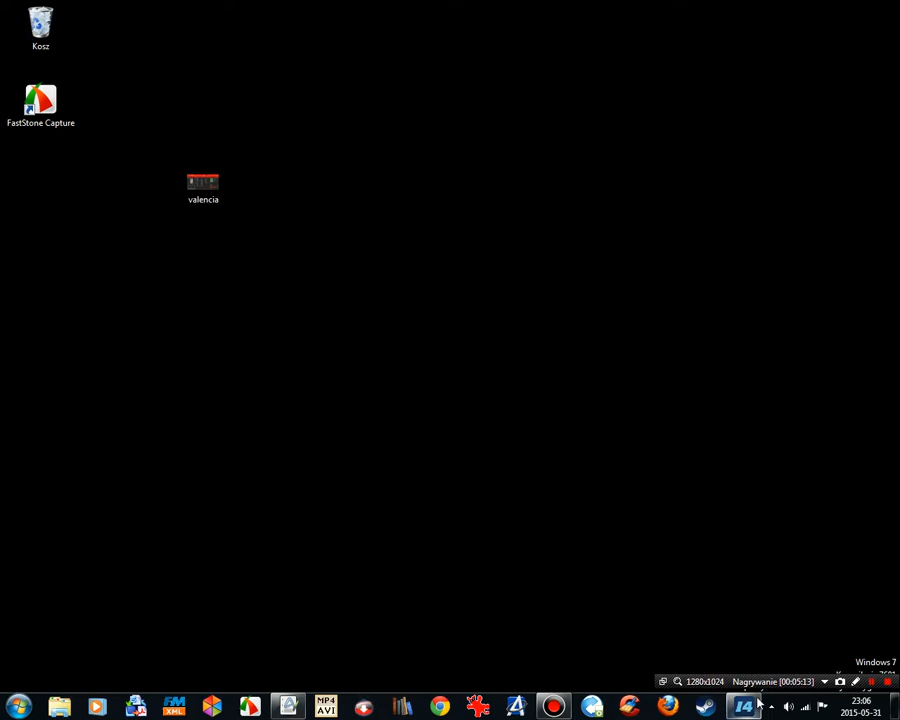 Kosz
FastStone Capture
valencia
Windows 7
1280x1024 Nagrywanie [00:05:13]
FM
XML
MP4
AVI
14
23:06
2015-05-31